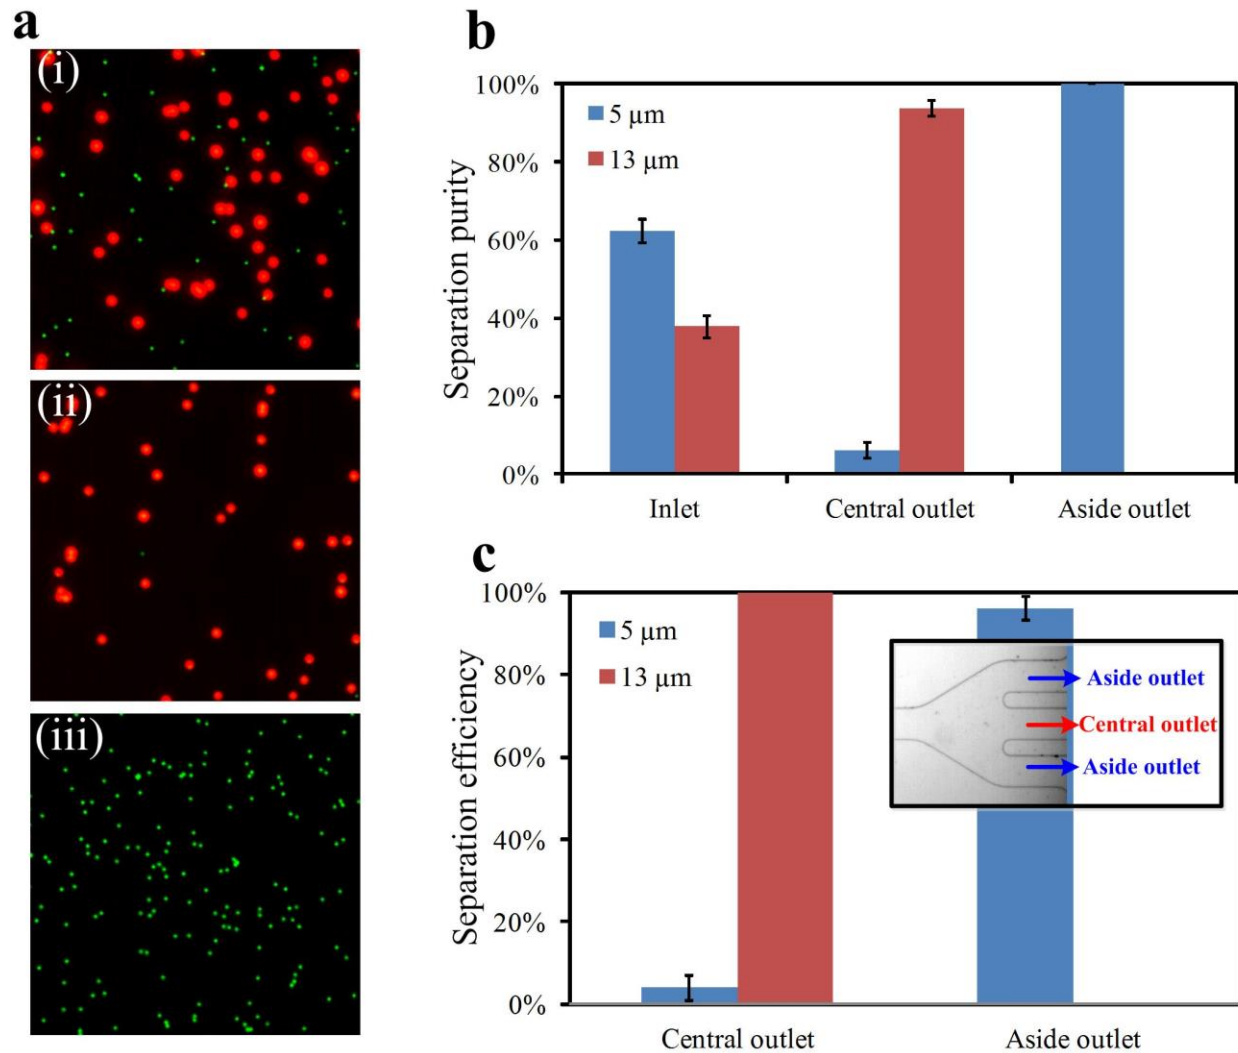 a
(i)
(ii)
(iii)
b
Separation purity
100%
80%
60%
40%
20%
0%
5 µm
13 µm
Inlet
Central outlet
Aside outlet
c
Separation efficiency
100%
80%
60%
40%
20%
0%
5 µm
13 µm
Aside outlet
Central outlet
Aside outlet
Central outlet
Aside outlet